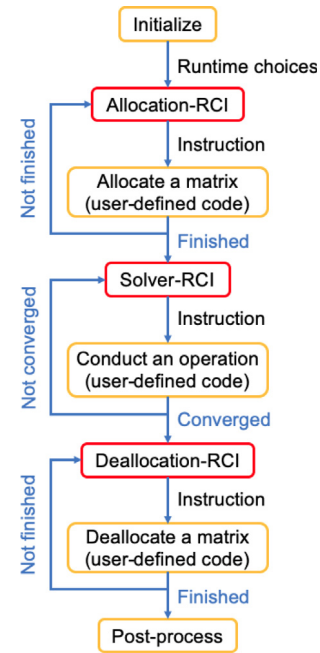 Initialize
Runtime choices
Allocation-RCI
Not finished
Instruction
Allocate a matrix
(user-defined code)
Finished
Solver-RCI
Not converged
Instruction
Conduct an operation
(user-defined code)
Converged
Deallocation-RCI
Not finished
Instruction
Deallocate a matrix
(user-defined code)
Finished
Post-process